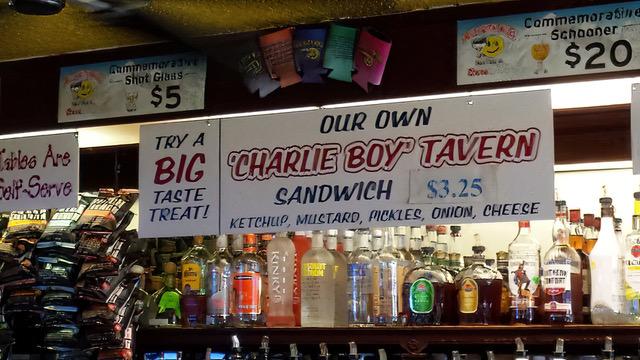 Commemorative
Shot Glass
$5
Commemorative
Schooner
$20
Tables Are
Self-Serve
TRY A
BIG
TASTE
TREAT!
OUR OWN
"CHARLIE BOY" TAVERN
SANDWICH $3.25
KETCHUP, MUSTARD, PICKLES, ONION, CHEESE